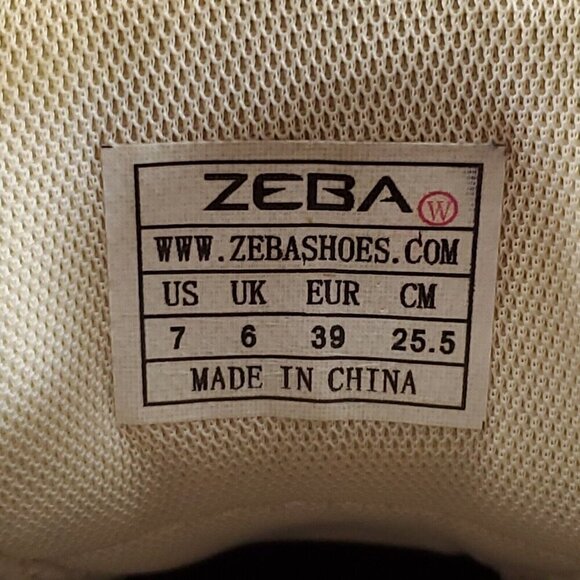 ZEBA W
WWW.ZEBASHOES.COM
US UK EUR CM
7 6 39 25.5
MADE IN CHINA